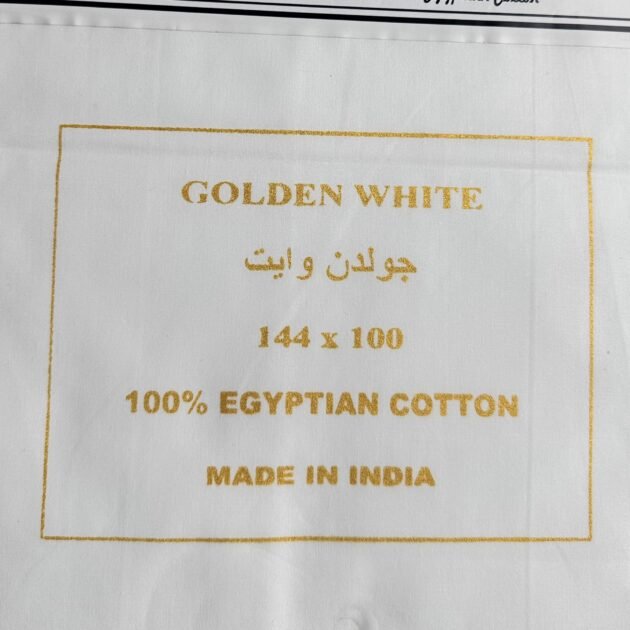 GOLDEN WHITE
جولدن وايت
144 x 100
100% EGYPTIAN COTTON
MADE IN INDIA